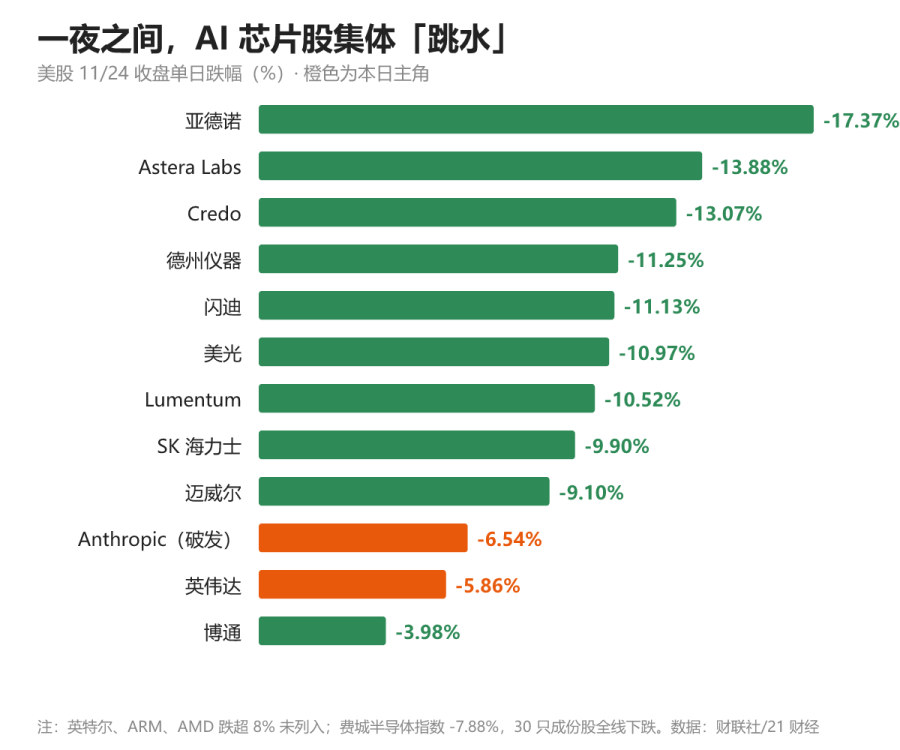 一夜之间，AI 芯片股集体「跳水」
美股 11/24 收盘单日跌幅（%）· 橙色为本日主角
亚德诺 -17.37%
Astera Labs -13.88%
Credo -13.07%
德州仪器 -11.25%
闪迪 -11.13%
美光 -10.97%
Lumentum -10.52%
SK 海力士 -9.90%
迈威尔 -9.10%
Anthropic（破发） -6.54%
英伟达 -5.86%
博通 -3.98%
注：英特尔、ARM、AMD 跌超 8% 未列入；费城半导体指数 -7.88%，30 只成份股全线下跌。数据：财联社/21 财经